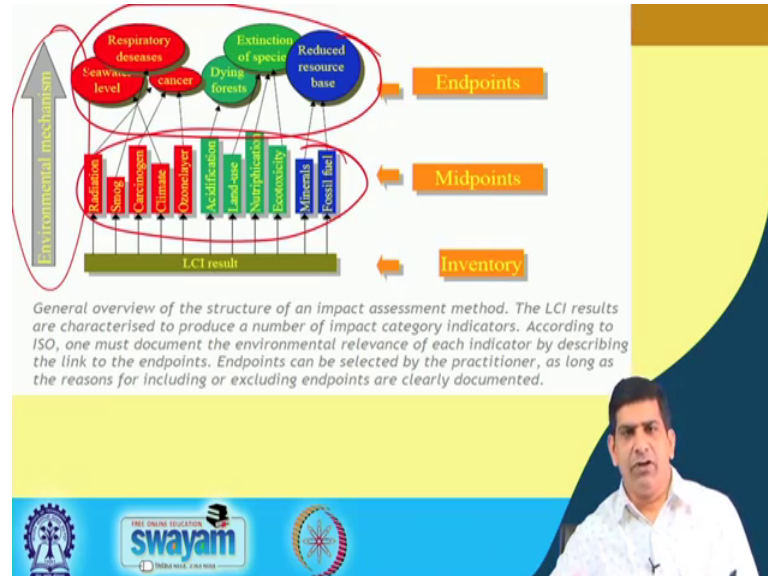 Respiratory
deseases
Seawater
level
cancer
Extinction
of species
Dying
forests
Reduced
resource
base
Endpoints
Environmental mechanism
Radiation
Smog
Carcinogen
Climate
Ozonelayer
Acidification
Land-use
Nutriphication
Ecotoxicity
Minerals
Fossil fuel
Midpoints
LCI result
Inventory
General overview of the structure of an impact assessment method. The LCI results
are characterised to produce a number of impact category indicators. According to
ISO, one must document the environmental relevance of each indicator by describing
the link to the endpoints. Endpoints can be selected by the practitioner, as long as
the reasons for including or excluding endpoints are clearly documented.
FREE ONLINE EDUCATION
swayam